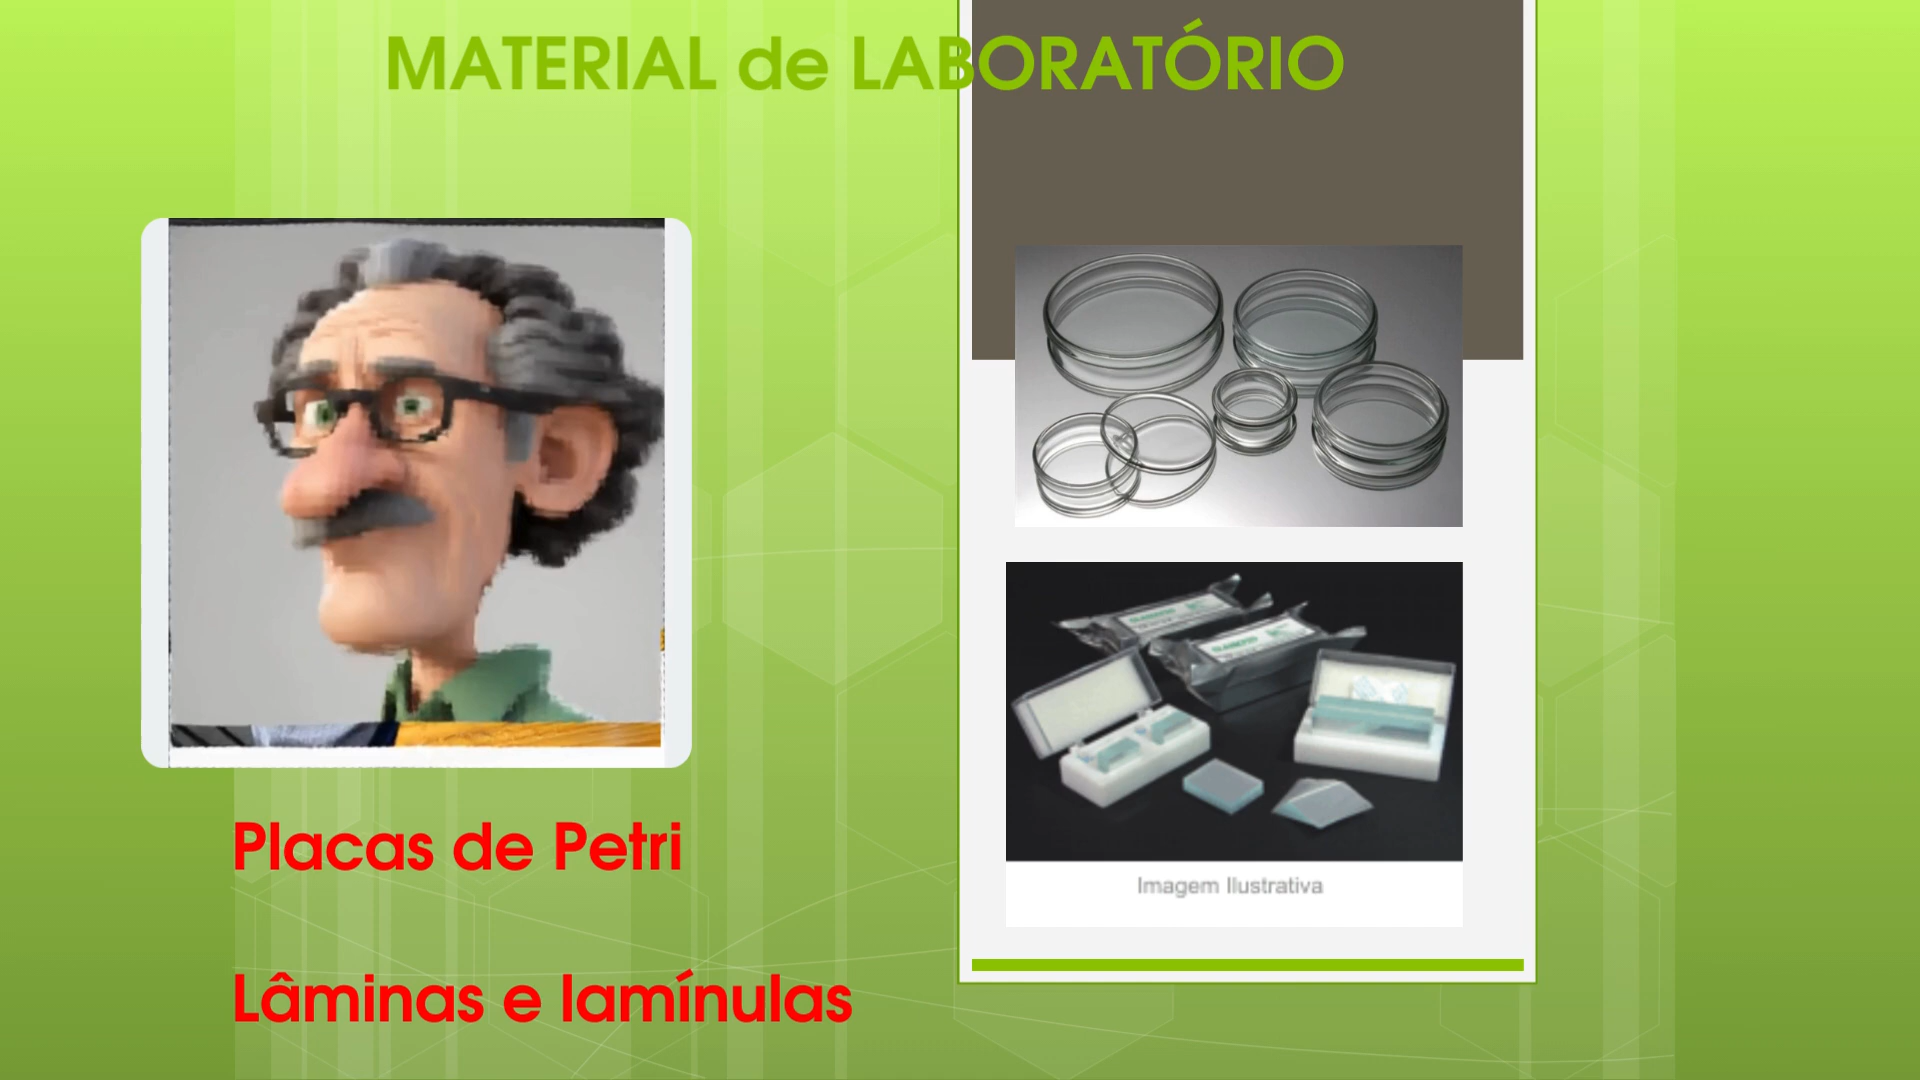 MATERIAL de LABORATÓRIO
Placas de Petri
Lâminas e lamínulas
Imagem Ilustrativa